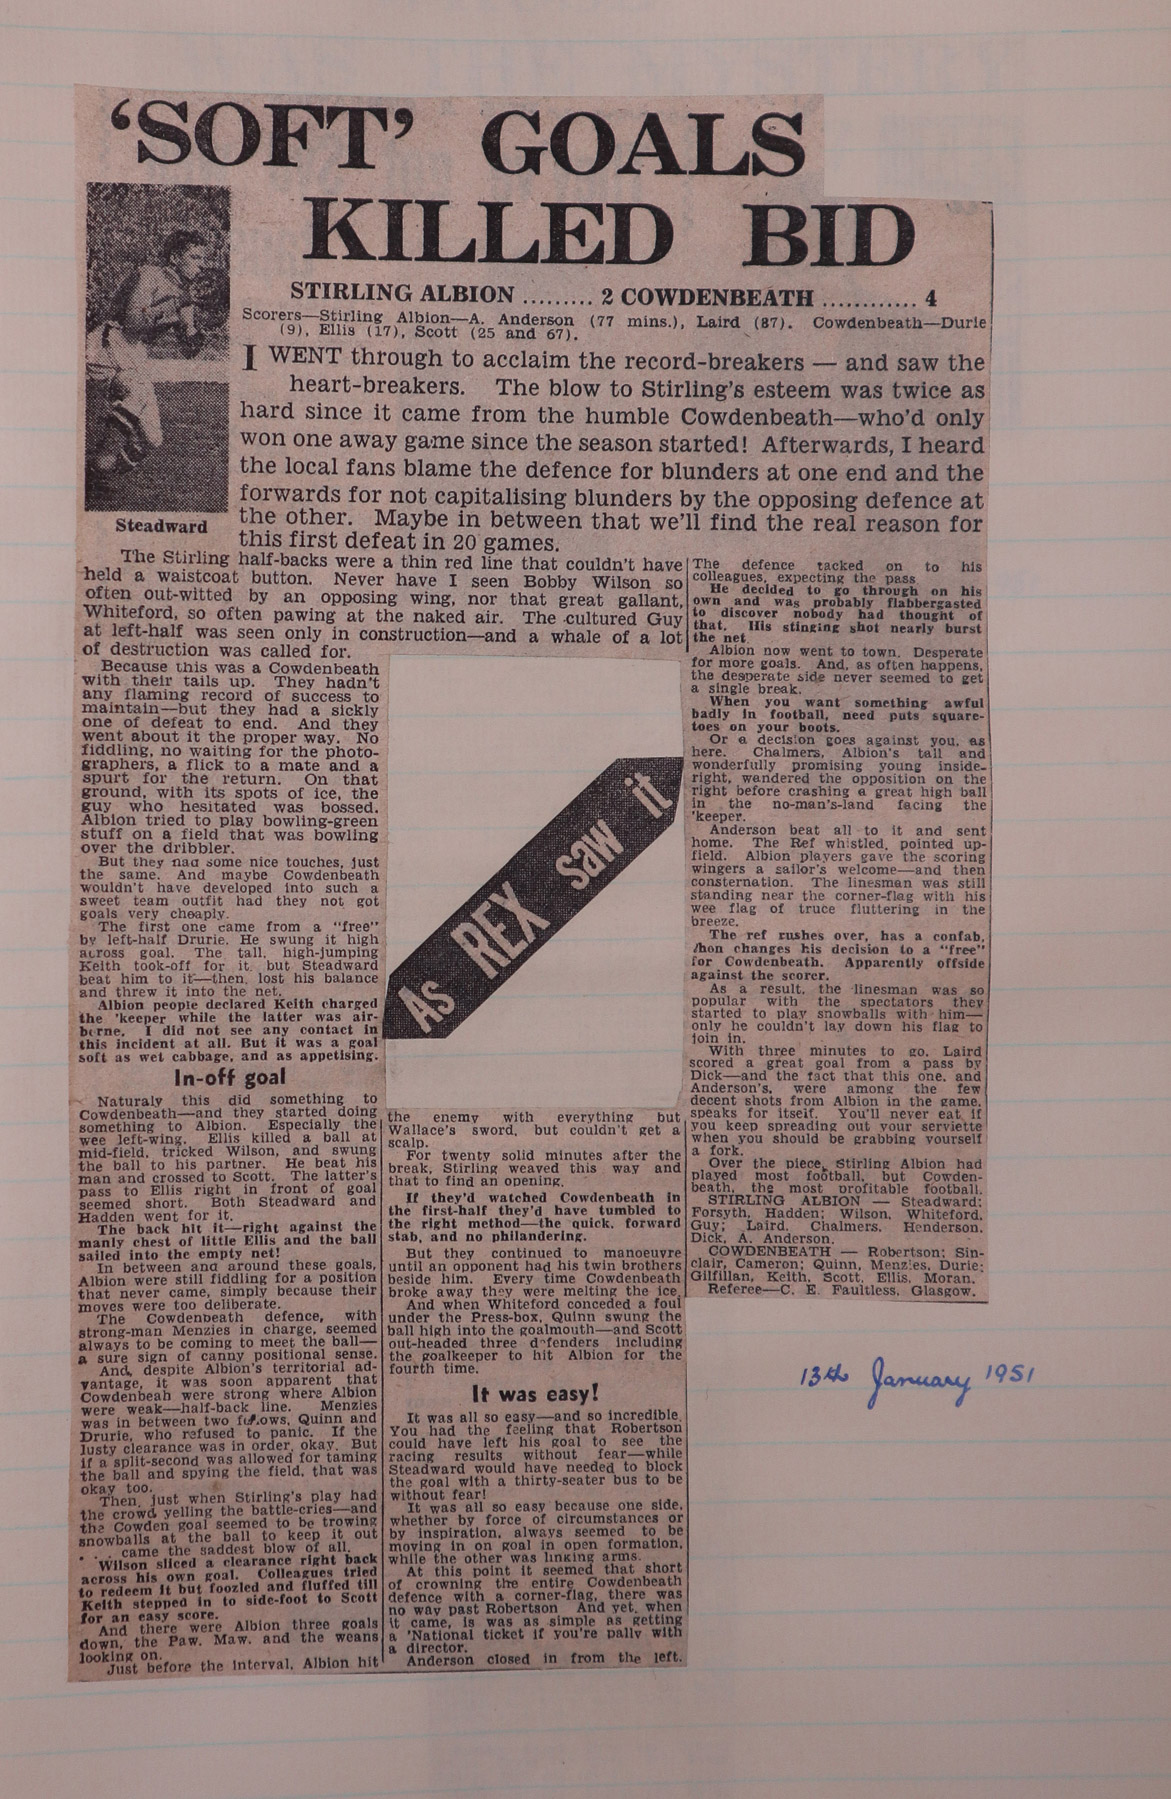 ‘SOFT’ GOALS
KILLED BID
STIRLING ALBION ......... 2 COWDENBEATH ............ 4
Scorers—Stirling Albion—A. Anderson (77 mins.), Laird (87). Cowdenbeath—Durie
(9), Ellis (17), Scott (25 and 67).
I WENT through to acclaim the record-breakers — and saw the
heart-breakers. The blow to Stirling's esteem was twice as
hard since it came from the humble Cowdenbeath—who'd only
won one away game since the season started! Afterwards, I heard
the local fans blame the defence for blunders at one end and the
forwards for not capitalising blunders by the opposing defence at
the other. Maybe in between that we'll find the real reason for
this first defeat in 20 games.
Steadward
The Stirling half-backs were a thin red line that couldn't have
held a waistcoat button. Never have I seen Bobby Wilson so
often out-witted by an opposing wing, nor that great gallant,
Whiteford, so often pawing at the naked air. The cultured Guy
at left-half was seen only in construction—and a whale of a lot
of destruction was called for.
Because this was a Cowdenbeath
with their tails up. They hadn't
any flaming record of success to
maintain—but they had a sickly
one of defeat to end. And they
went about it the proper way. No
fiddling, no waiting for the photo-
graphers, a flick to a mate and a
spurt for the return. On that
ground, with its spots of ice, the
guy who hesitated was bossed.
Albion tried to play bowling-green
stuff on a field that was bowling
over the dribbler.
But they had some nice touches, just
the same. And maybe Cowdenbeath
wouldn't have developed into such a
sweet team outfit had they not got
goals very cheaply.
The first one came from a "free"
by left-half Drurie. He swung it high
across goal. The tall, high-jumping
Keith took-off for it, but Steadward
beat him to it—then, lost his balance
and threw it into the net.
Albion people declared Keith charged
the 'keeper while the latter was air-
borne. I did not see any contact in
this incident at all. But it was a goal
soft as wet cabbage, and as appetising.
In-off goal
Naturaly this did something to
Cowdenbeath—and they started doing
something to Albion. Especially the
wee left-wing. Ellis killed a ball at
mid-field, tricked Wilson, and swung
the ball to his partner. He beat his
man and crossed to Scott. The latter's
pass to Ellis right in front of goal
seemed short. Both Steadward and
Hadden went for it.
The back hit it—right against the
manly chest of little Ellis and the ball
sailed into the empty net!
In between and around these goals,
Albion were still fiddling for a position
that never came, simply because their
moves were too deliberate.
The Cowdenbeath defence, with
strong-man Menzies in charge, seemed
always to be coming to meet the ball—
a sure sign of canny positional sense.
And, despite Albion's territorial ad-
vantage, it was soon apparent that
Cowdenbeah were strong where Albion
were weak—half-back line. Menzies
was in between two fellows, Quinn and
Drurie, who refused to panic. If the
lusty clearance was in order, okay. But
if a split-second was allowed for taming
the ball and spying the field, that was
okay too.
Then, just when Stirling's play had
the crowd yelling the battle-cries—and
the Cowden goal seemed to be trowing
snowballs at the ball to keep it out
. . . came the saddest blow of all.
Wilson sliced a clearance right back
across his own goal. Colleagues tried
to redeem it but foozled and fluffed till
Keith stepped in to side-foot to Scott
for an easy score.
And there were Albion three goals
down, the Paw, Maw, and the weans
looking on.
Just before the interval, Albion hit
As REX saw it
the enemy with everything but
Wallace's sword, but couldn't get a
scalp.
For twenty solid minutes after the
break, Stirling weaved this way and
that to find an opening.
If they'd watched Cowdenbeath in
the first-half they'd have tumbled to
the right method—the quick, forward
stab, and no philandering.
But they continued to manoeuvre
until an opponent had his twin brothers
beside him. Every time Cowdenbeath
broke away they were melting the ice.
And when Whiteford conceded a foul
under the Press-box, Quinn swung the
ball high into the goalmouth—and Scott
out-headed three defenders including
the goalkeeper to hit Albion for the
fourth time.
It was easy!
It was all so easy—and so incredible.
You had the feeling that Robertson
could have left his goal to see the
racing results without fear—while
Steadward would have needed to block
the goal with a thirty-seater bus to be
without fear!
It was all so easy because one side,
whether by force of circumstances or
by inspiration, always seemed to be
moving in on goal in open formation,
while the other was linking arms.
At this point it seemed that short
of crowning the entire Cowdenbeath
defence with a corner-flag, there was
no way past Robertson And yet, when
it came, is was as simple as getting
a 'National ticket if you're pally with
a director.
Anderson closed in from the left.
The defence tacked on to his
colleagues, expecting the pass.
He decided to go through on his
own and was probably flabbergasted
to discover nobody had thought of
that. His stinging shot nearly burst
the net.
Albion now went to town. Desperate
for more goals. And, as often happens,
the desperate side never seemed to get
a single break.
When you want something awful
badly in football, need puts square-
toes on your boots.
Or a decision goes against you, as
here. Chalmers, Albion's tall and
wonderfully promising young inside-
right, wandered the opposition on the
right before crashing a great high ball
in the no-man's-land facing the
'keeper.
Anderson beat all to it and sent
home. The Ref whistled, pointed up-
field. Albion players gave the scoring
wingers a sailor's welcome—and then
consternation. The linesman was still
standing near the corner-flag with his
wee flag of truce fluttering in the
breeze.
The ref rushes over, has a confab,
thon changes his decision to a "free"
for Cowdenbeath. Apparently offside
against the scorer.
As a result, the linesman was so
popular with the spectators they
started to play snowballs with him—
only he couldn't lay down his flag to
join in.
With three minutes to go, Laird
scored a great goal from a pass by
Dick—and the fact that this one, and
Anderson's, were among the few
decent shots from Albion in the game,
speaks for itself. You'll never eat if
you keep spreading out your serviette
when you should be grabbing yourself
a fork.
Over the piece, Stirling Albion had
played most football, but Cowden-
beath, the most profitable football.
STIRLING ALBION — Steadward;
Forsyth, Hadden; Wilson, Whiteford,
Guy; Laird, Chalmers, Henderson,
Dick, A. Anderson.
COWDENBEATH — Robertson; Sin-
clair, Cameron; Quinn, Menzies, Durie;
Gilfillan, Keith, Scott, Ellis, Moran.
Referee—C. E. Faultless, Glasgow.
13th January 1951